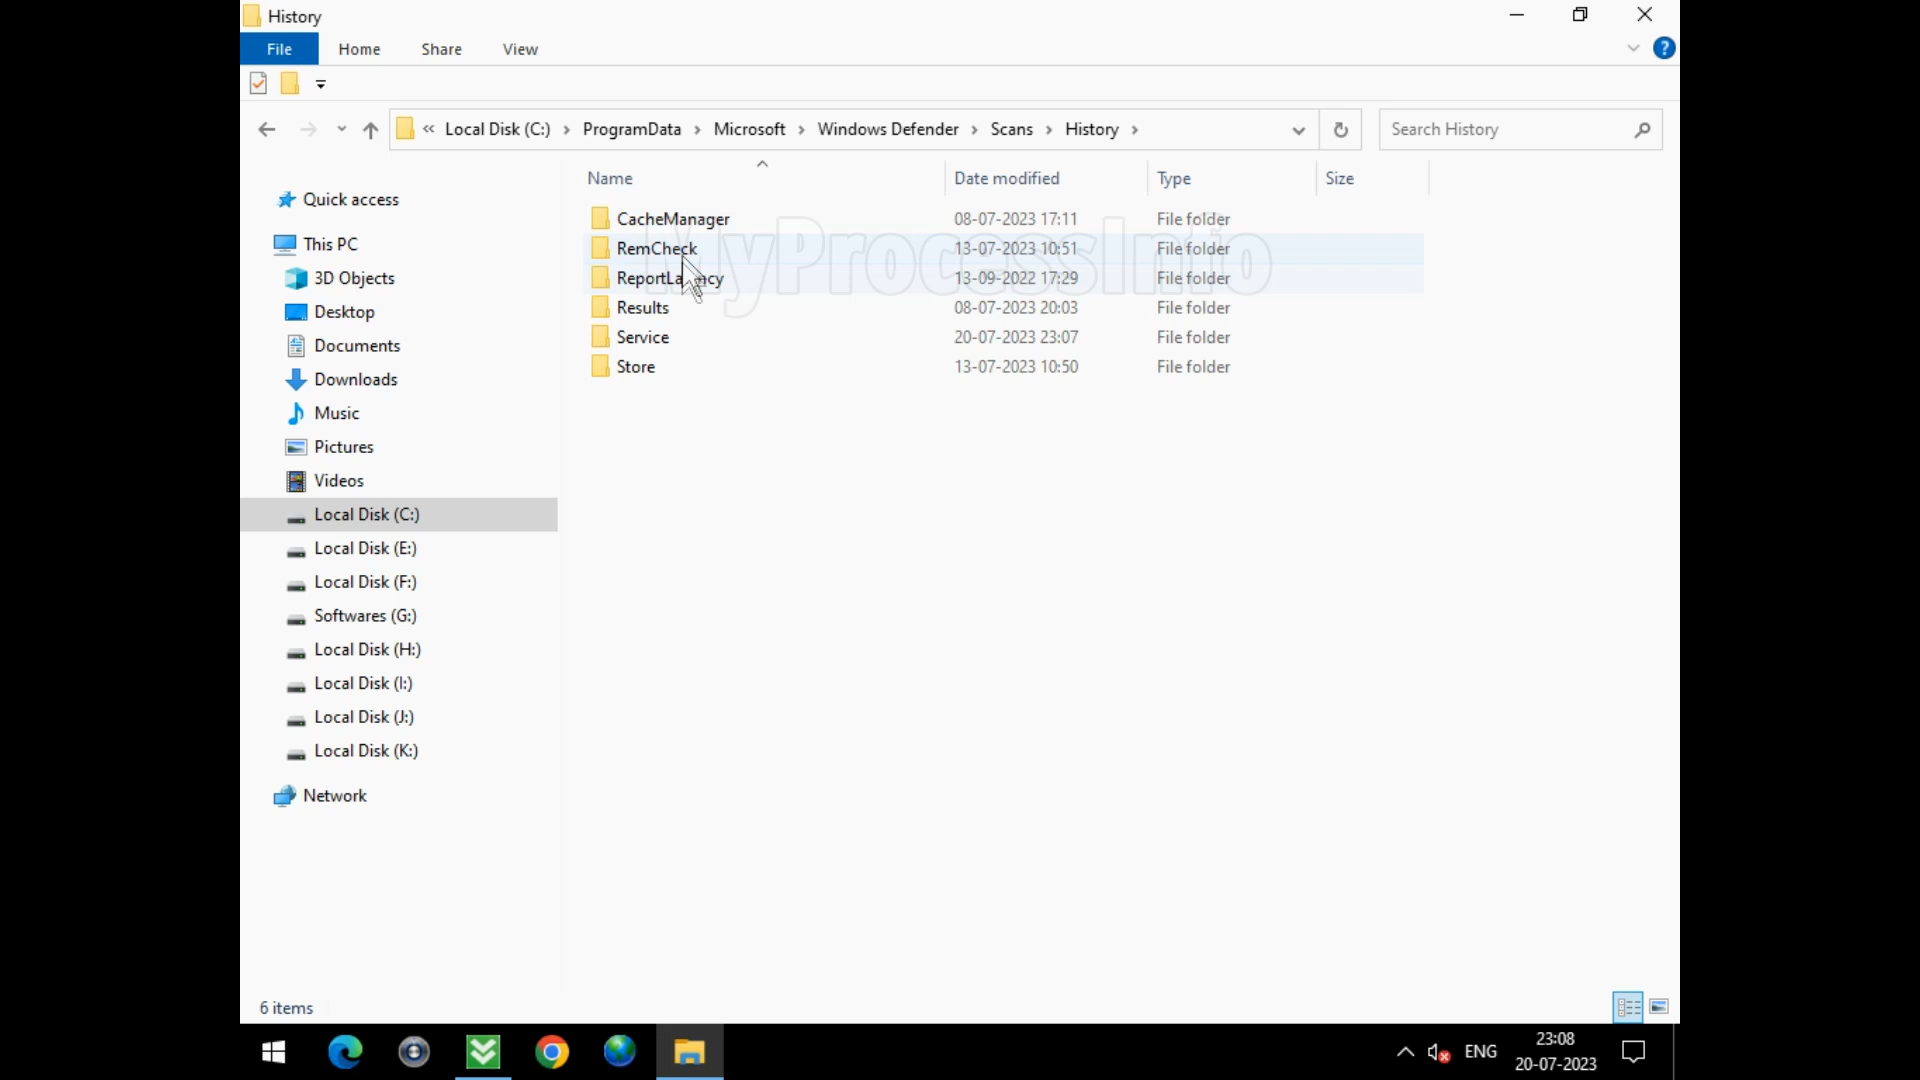 History
File Home Share View
« Local Disk (C:) › ProgramData › Microsoft › Windows Defender › Scans › History ›
Search History
Name Date modified Type Size
Quick access
This PC
3D Objects
Desktop
Documents
Downloads
Music
Pictures
Videos
Local Disk (C:)
Local Disk (E:)
Local Disk (F:)
Softwares (G:)
Local Disk (H:)
Local Disk (I:)
Local Disk (J:)
Local Disk (K:)
Network
CacheManager 08-07-2023 17:11 File folder
RemCheck 13-07-2023 10:51 File folder
ReportLatency 13-09-2022 17:29 File folder
Results 08-07-2023 20:03 File folder
Service 20-07-2023 23:07 File folder
Store 13-07-2023 10:50 File folder
MyProcessInfo
6 items
ENG
23:08
20-07-2023